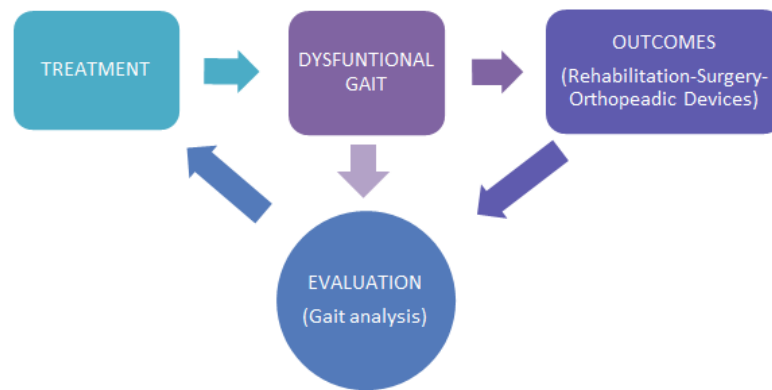 TREATMENT
DYSFUNTIONAL
GAIT
OUTCOMES
(Rehabilitation-Surgery-
Orthopeadic Devices)
EVALUATION
(Gait analysis)